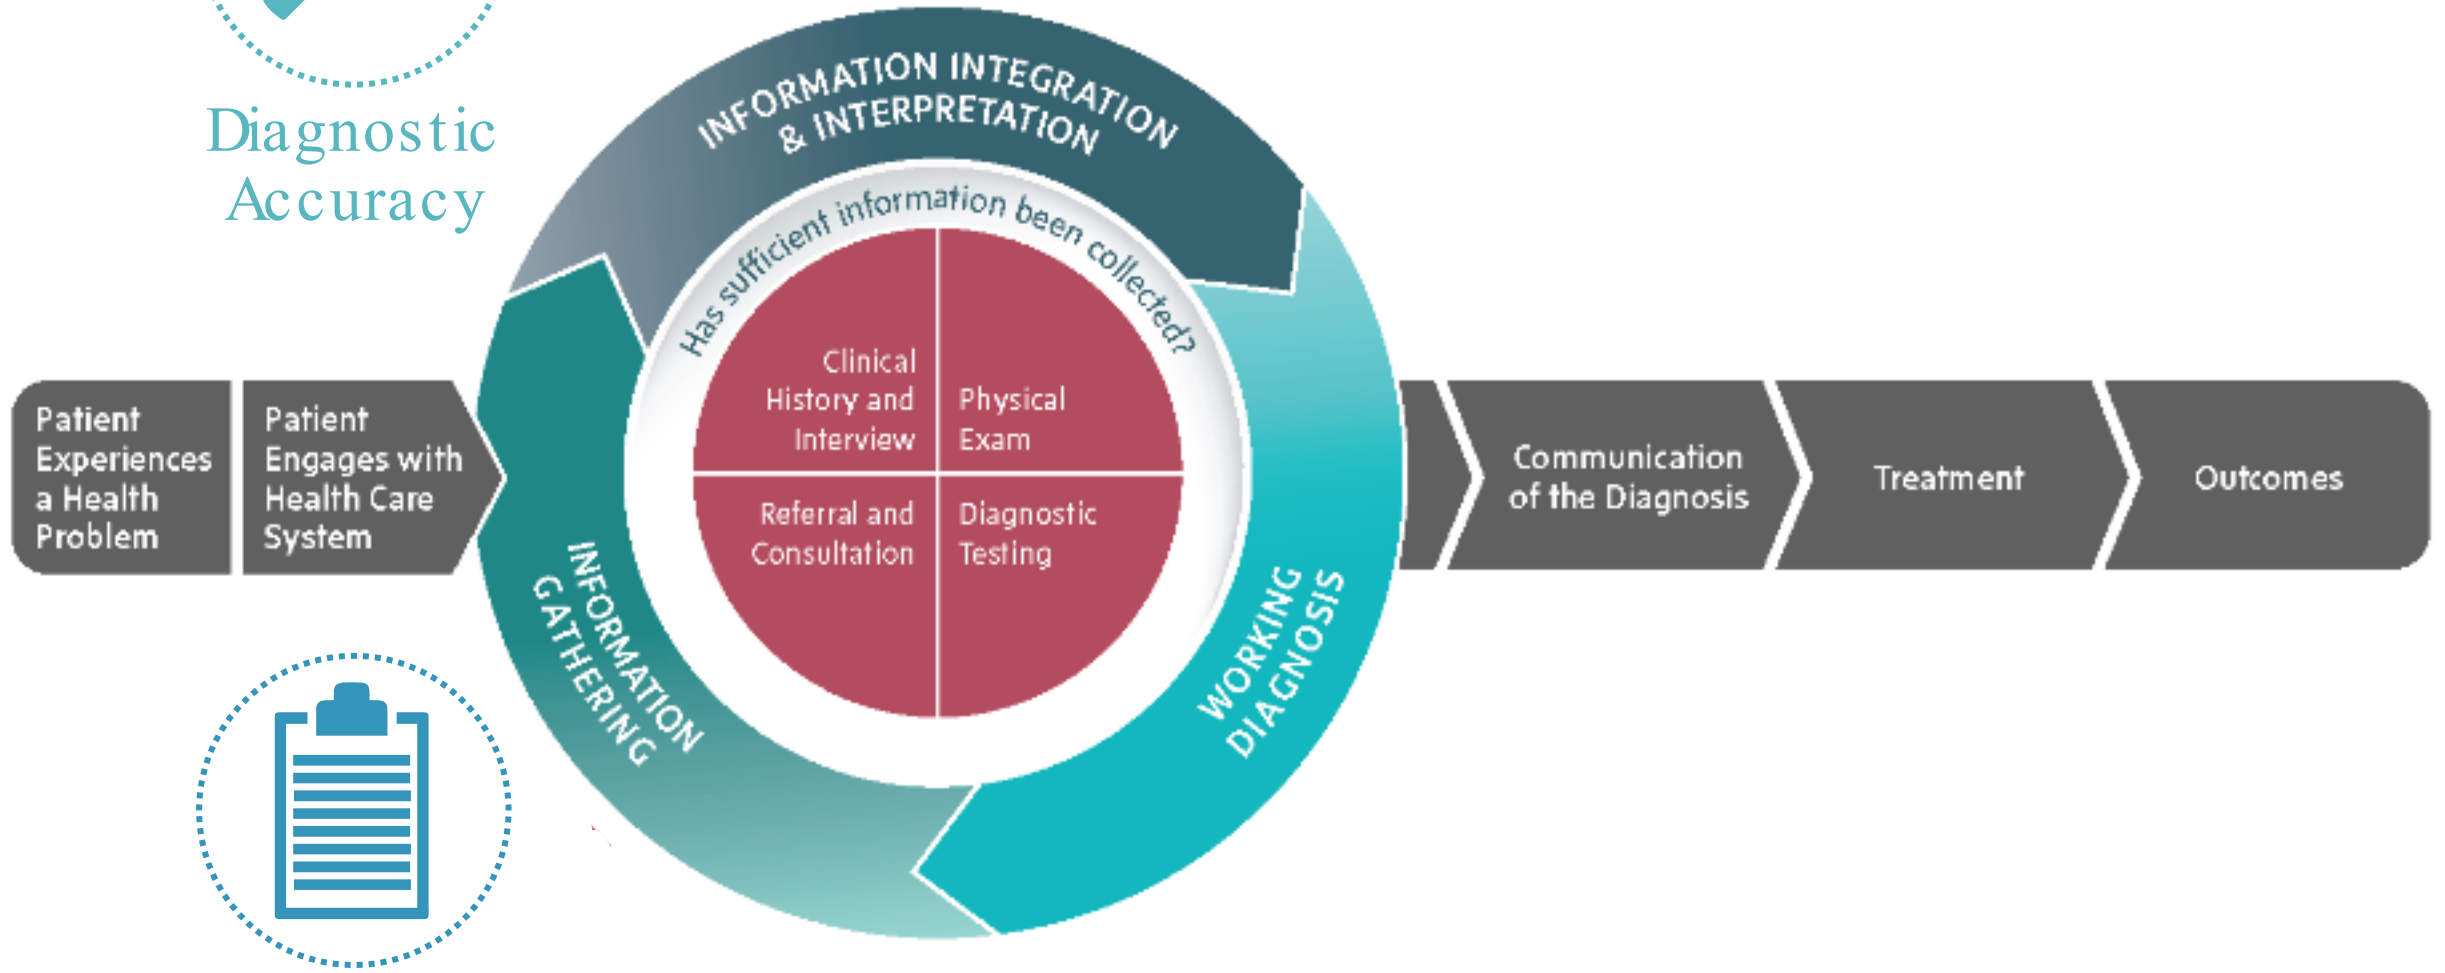 Diagnostic
Accuracy
Patient
Experiences
a Health
Problem
Patient
Engages with
Health Care
System
INFORMATION INTEGRATION
& INTERPRETATION
Has sufficient information been collected?
Clinical
History and
Interview
Physical
Exam
Referral and
Consultation
Diagnostic
Testing
INFORMATION
GATHERING
WORKING
DIAGNOSIS
Communication
of the Diagnosis
Treatment
Outcomes